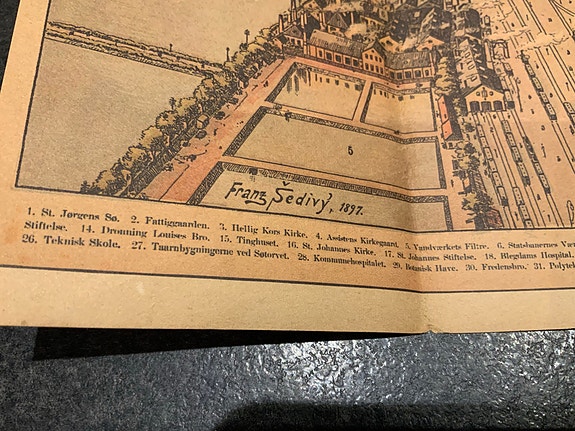 5
Franz Šedivý, 1897.
1. St. Jørgens Sø. 2. Fattiggaarden. 3. Hellig Kors Kirke. 4. Assistens Kirkegaard. 5. Vandværkets Filtre. 6. Statsbanernes
Stiftelse. 14. Dronning Louises Bro. 15. Tinghuset. 16. St. Johannes Kirke. 17. St. Johannes Stiftelse. 18. Blegdams Hospital.
26. Teknisk Skole. 27. Taarnbygningerne ved Søtorvet. 28. Kommunehospitalet. 29. Botanisk Have. 30. Fredensbro. 31.